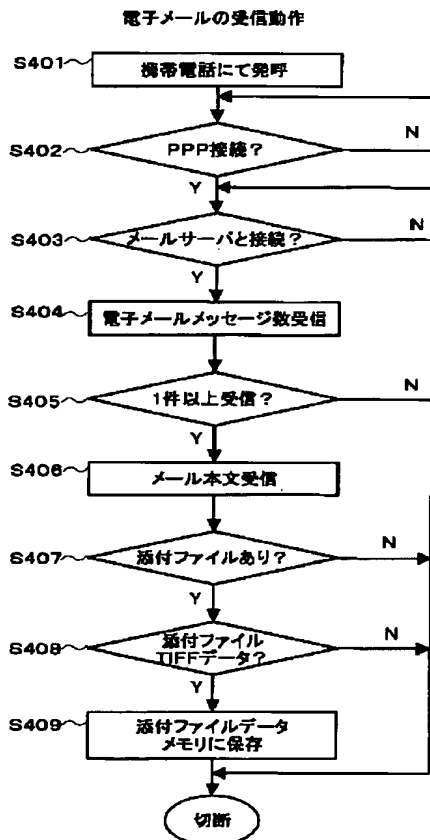 電子メールの受信動作
S401
携帯電話にて発呼
S402
PPP接続?
N
Y
S403
メールサーバと接続?
N
Y
S404
電子メールメッセージ数受信
S405
1件以上受信?
N
Y
S406
メール本文受信
S407
添付ファイルあり?
N
Y
S408
添付ファイル
TIFFデータ?
N
Y
S409
添付ファイルデータ
メモリに保存
切断